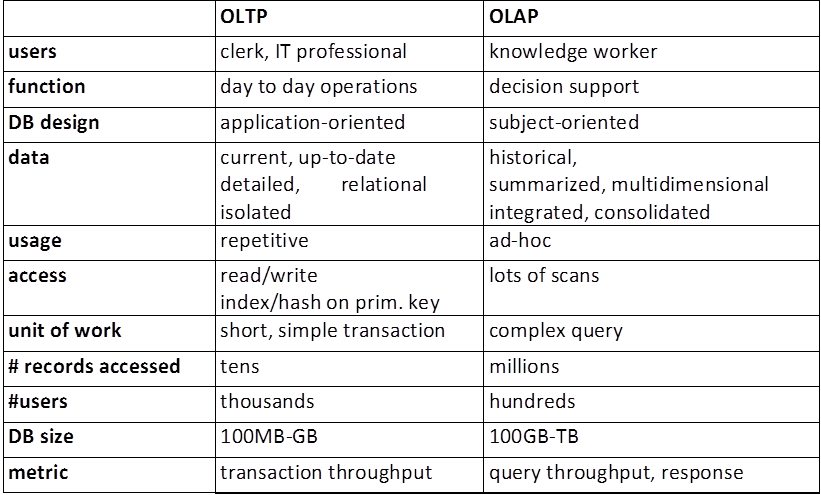 OLTP OLAP
users clerk, IT professional knowledge worker
function day to day operations decision support
DB design application-oriented subject-oriented
data current, up-to-date historical,
detailed, relational summarized, multidimensional
isolated integrated, consolidated
usage repetitive ad-hoc
access read/write lots of scans
index/hash on prim. key
unit of work short, simple transaction complex query
# records accessed tens millions
#users thousands hundreds
DB size 100MB-GB 100GB-TB
metric transaction throughput query throughput, response